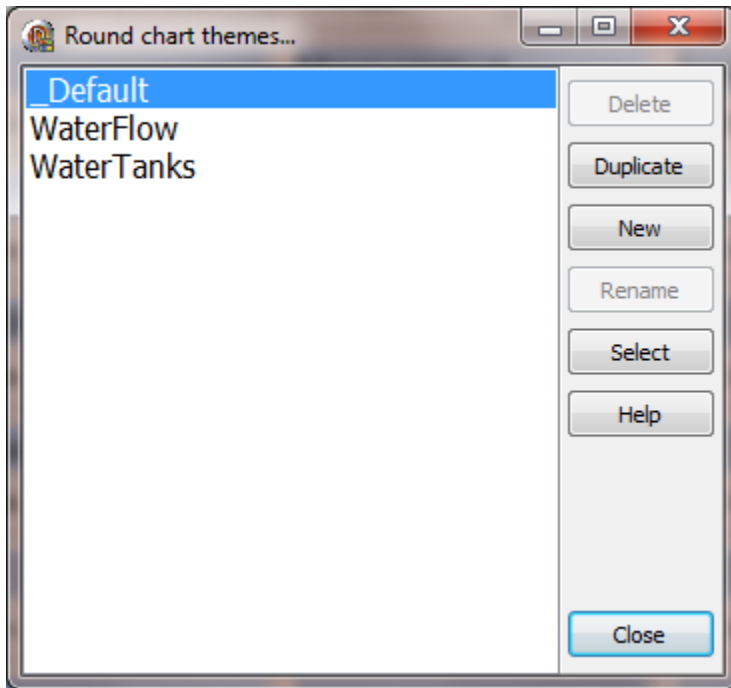 Round chart themes...
_Default
WaterFlow
WaterTanks
Delete
Duplicate
New
Rename
Select
Help
Close